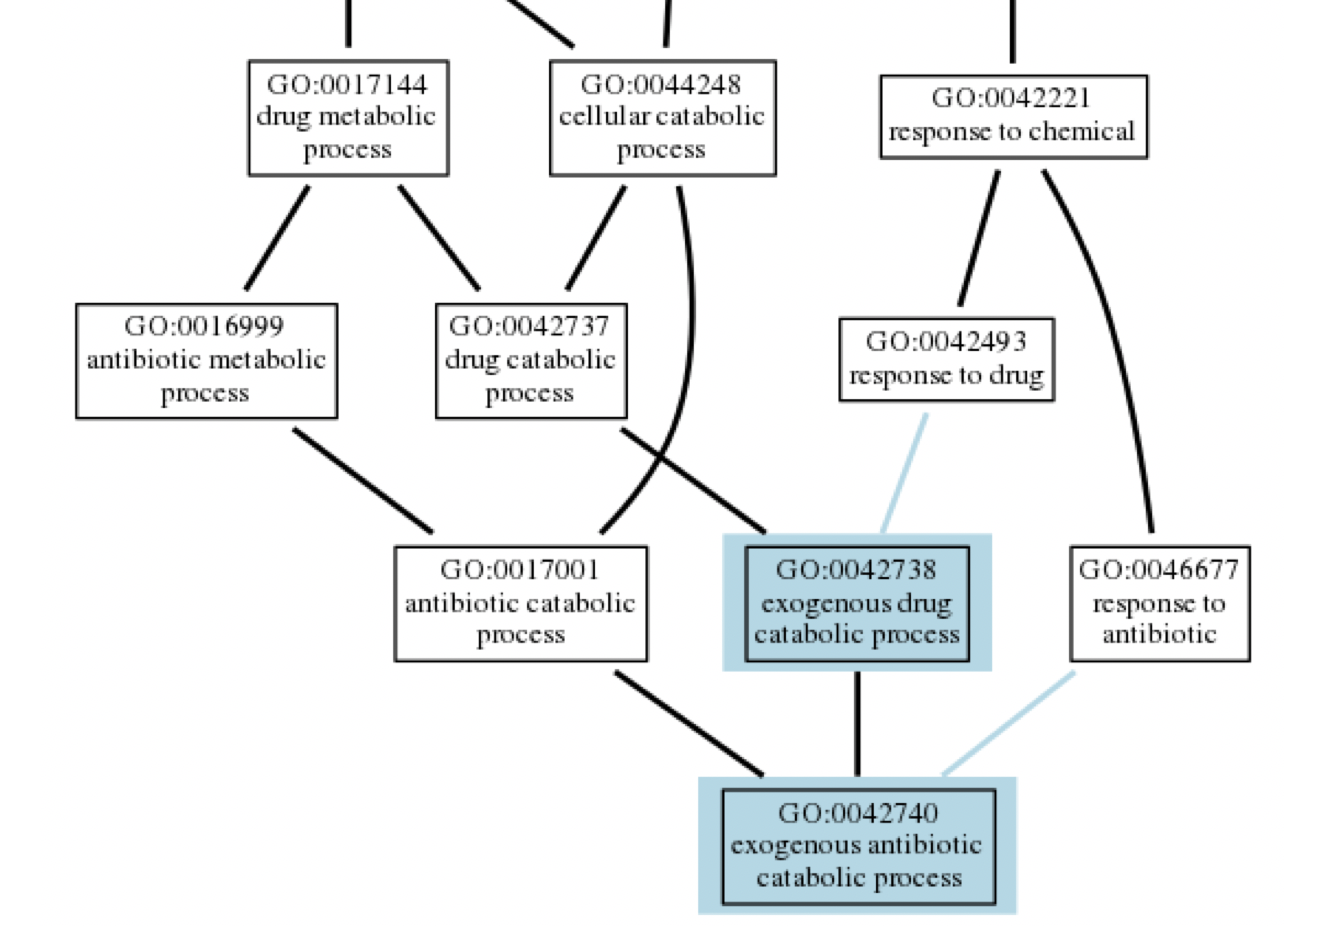 GO:0017144
drug metabolic
process
GO:0044248
cellular catabolic
process
GO:0042221
response to chemical
GO:0016999
antibiotic metabolic
process
GO:0042737
drug catabolic
process
GO:0042493
response to drug
GO:0017001
antibiotic catabolic
process
GO:0042738
exogenous drug
catabolic process
GO:0046677
response to
antibiotic
GO:0042740
exogenous antibiotic
catabolic process